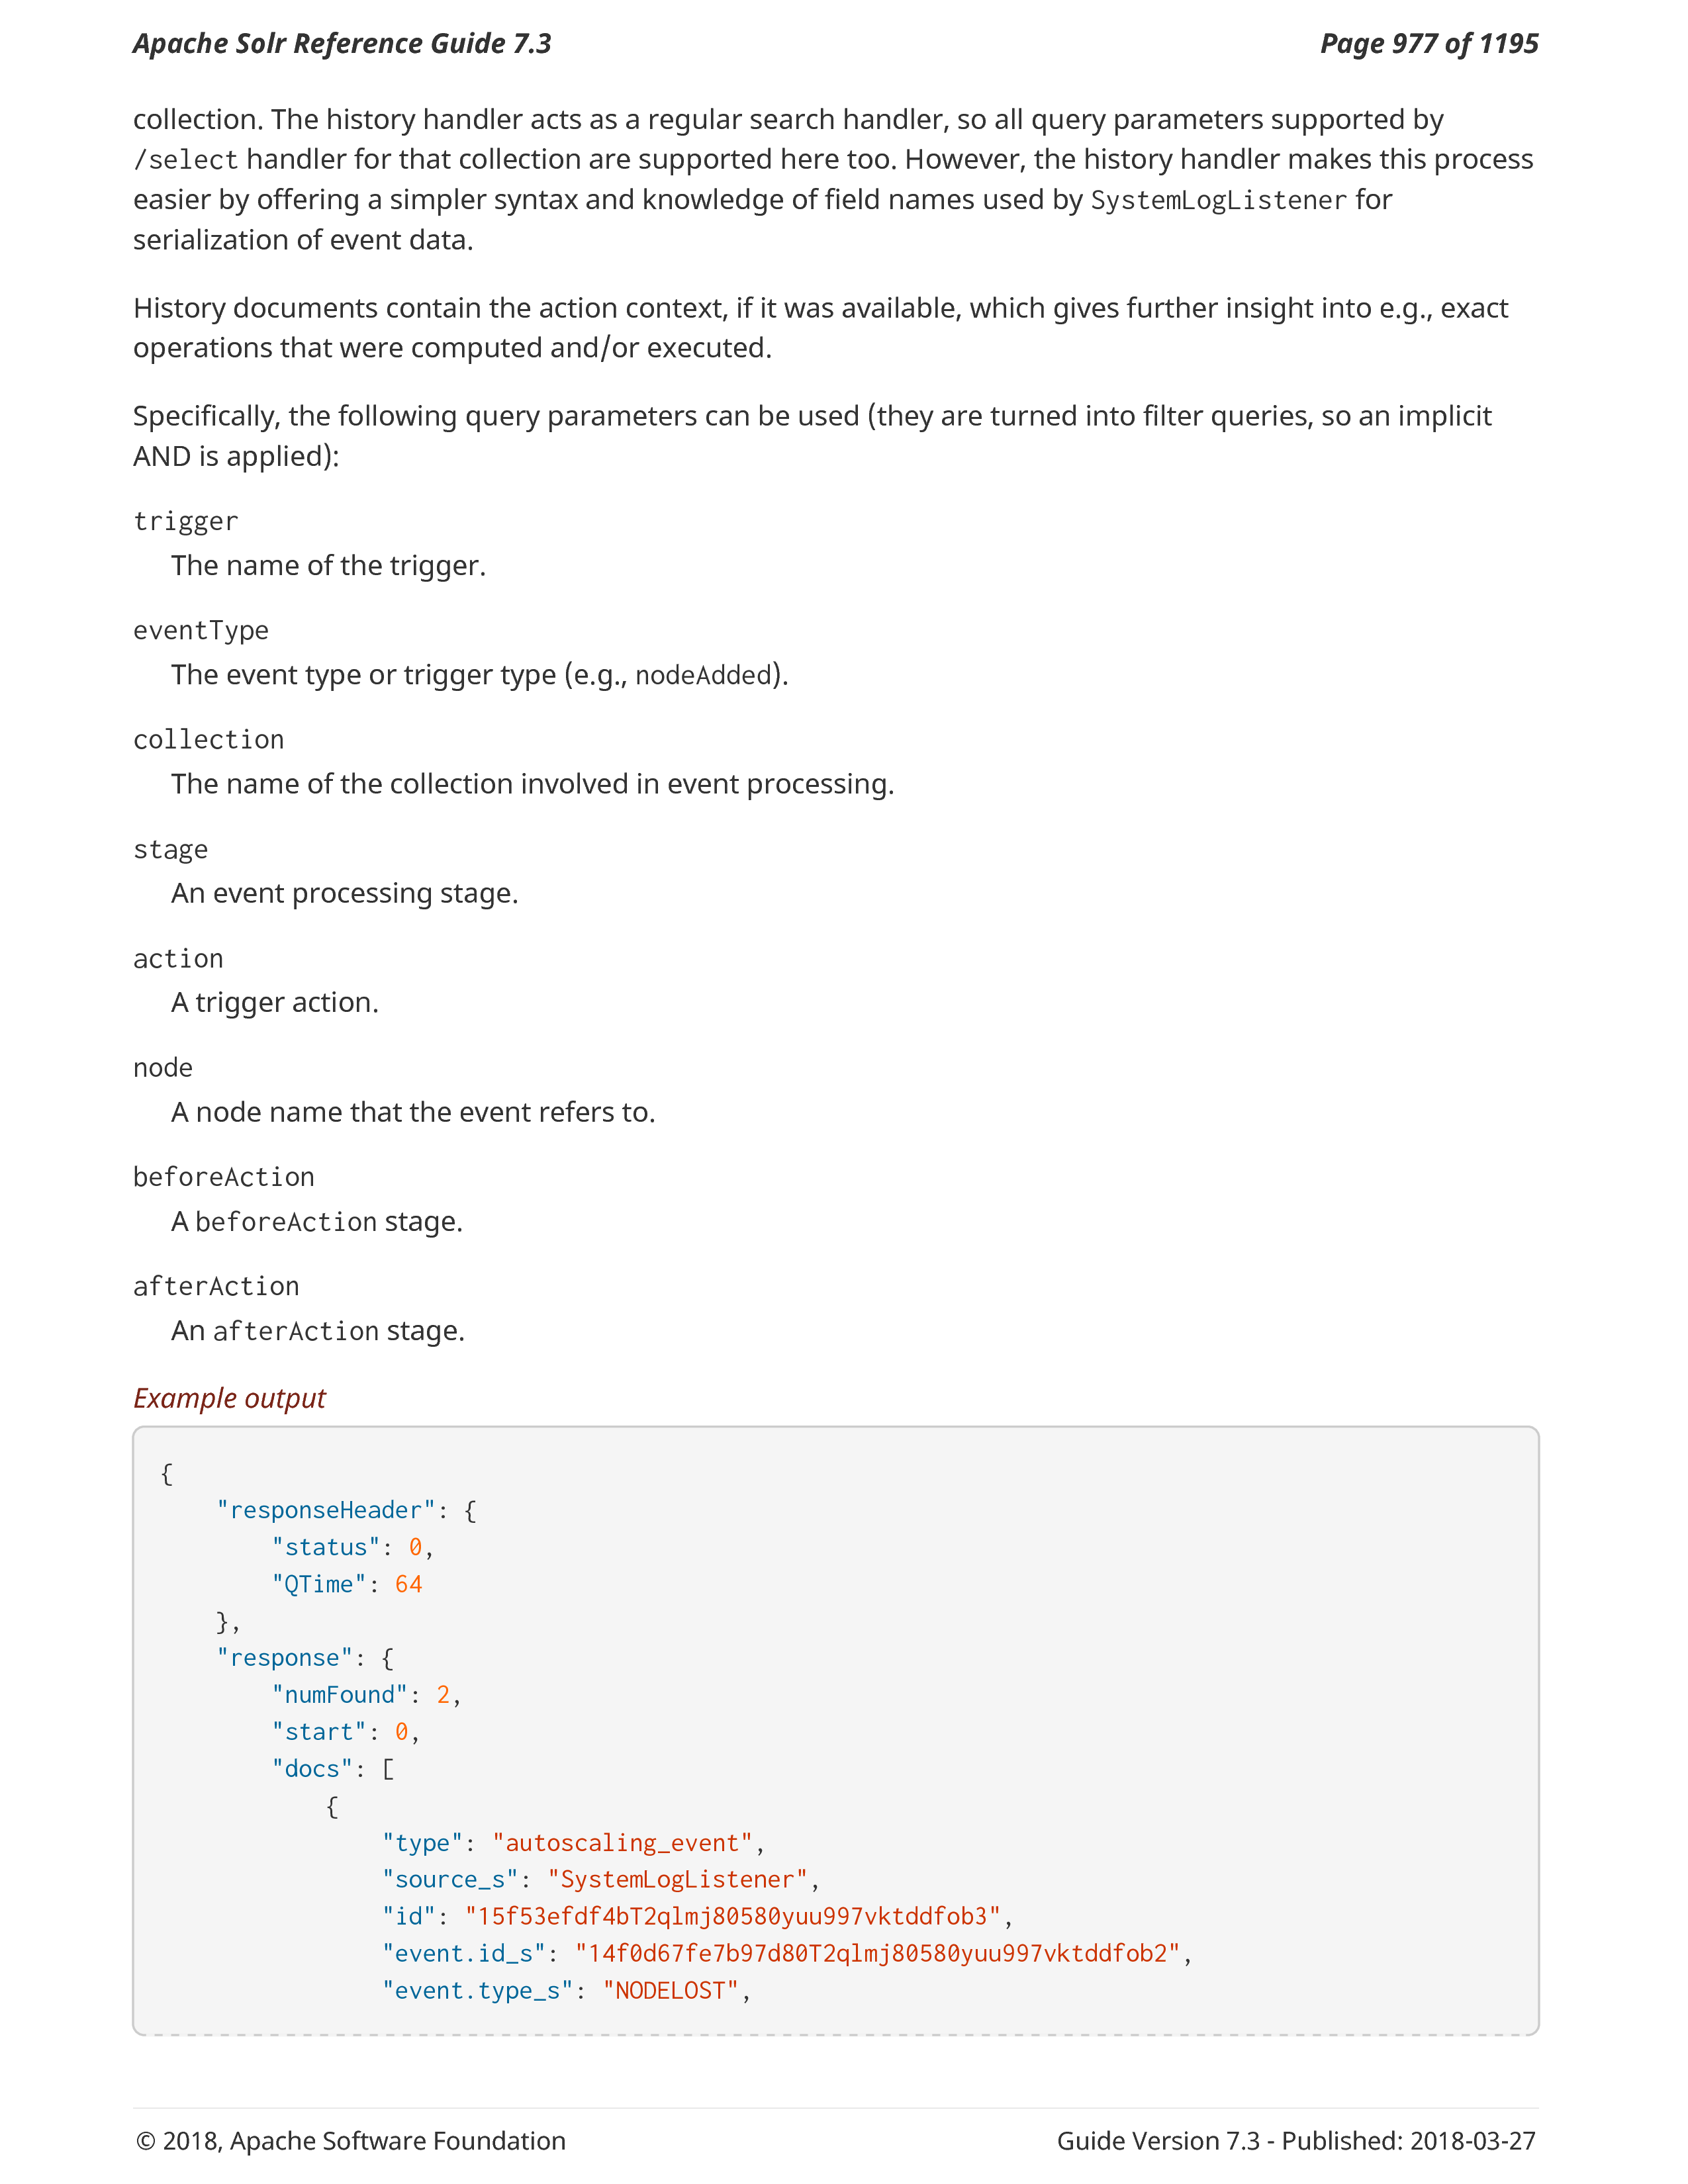 Apache Solr Reference Guide 7.3 Page 977 of 1195
collection. The history handler acts as a regular search handler, so all query parameters supported by
/select handler for that collection are supported here too. However, the history handler makes this process
easier by offering a simpler syntax and knowledge of field names used by SystemLogListener for
serialization of event data.
History documents contain the action context, if it was available, which gives further insight into e.g., exact
operations that were computed and/or executed.
Specifically, the following query parameters can be used (they are turned into filter queries, so an implicit
AND is applied):
trigger
The name of the trigger.
eventType
The event type or trigger type (e.g., nodeAdded).
collection
The name of the collection involved in event processing.
stage
An event processing stage.
action
A trigger action.
node
A node name that the event refers to.
beforeAction
A beforeAction stage.
afterAction
An afterAction stage.
Example output
{
    "responseHeader": {
        "status": 0,
        "QTime": 64
    },
    "response": {
        "numFound": 2,
        "start": 0,
        "docs": [
            {
                "type": "autoscaling_event",
                "source_s": "SystemLogListener",
                "id": "15f53efdf4bT2qlmj80580yuu997vktddfob3",
                "event.id_s": "14f0d67fe7b97d80T2qlmj80580yuu997vktddfob2",
                "event.type_s": "NODELOST",
© 2018, Apache Software Foundation Guide Version 7.3 - Published: 2018-03-27